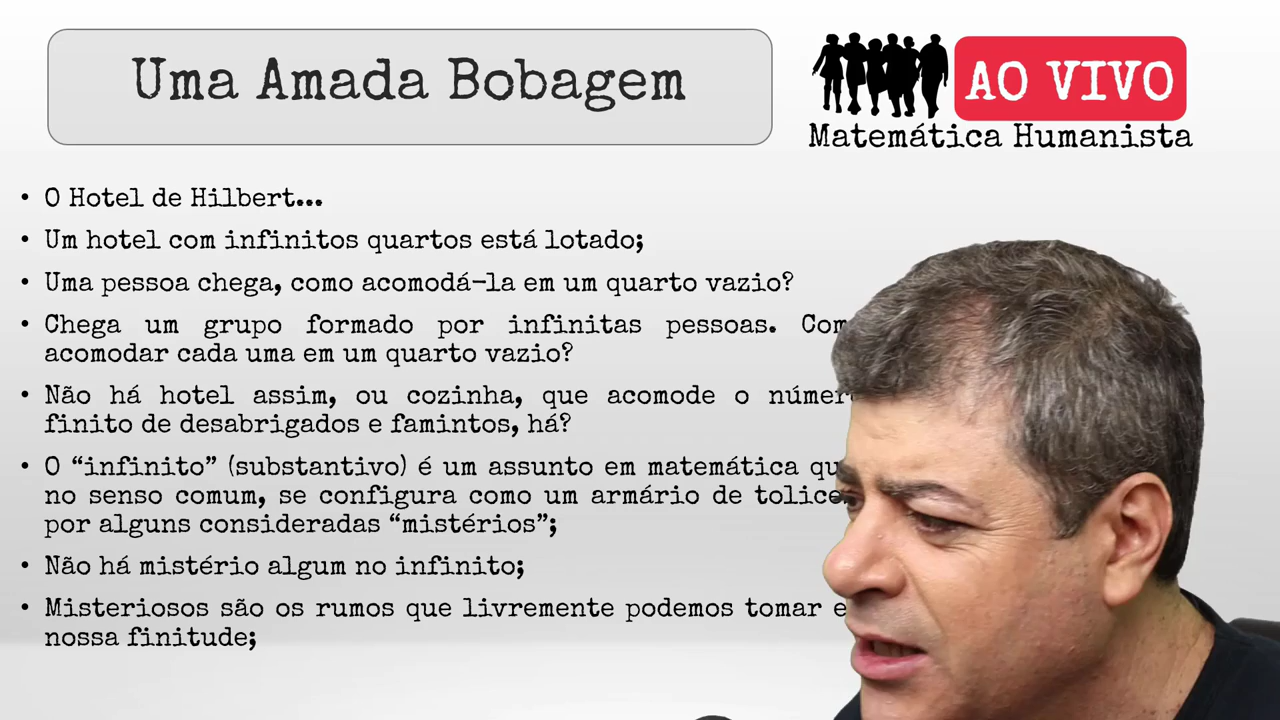 Uma Amada Bobagem
AO VIVO
Matemática Humanista
• O Hotel de Hilbert...
• Um hotel com infinitos quartos está lotado;
• Uma pessoa chega, como acomodá-la em um quarto vazio?
• Chega um grupo formado por infinitas pessoas.
acomodar cada uma em um quarto vazio?
• Não há hotel assim, ou cozinha, que acomode o
finito de desabrigados e famintos, há?
• O “infinito” (substantivo) é um assunto em matemática
no senso comum, se configura como um armário de
por alguns consideradas “mistérios”;
• Não há mistério algum no infinito;
• Misteriosos são os rumos que livremente podemos tomar
nossa finitude;